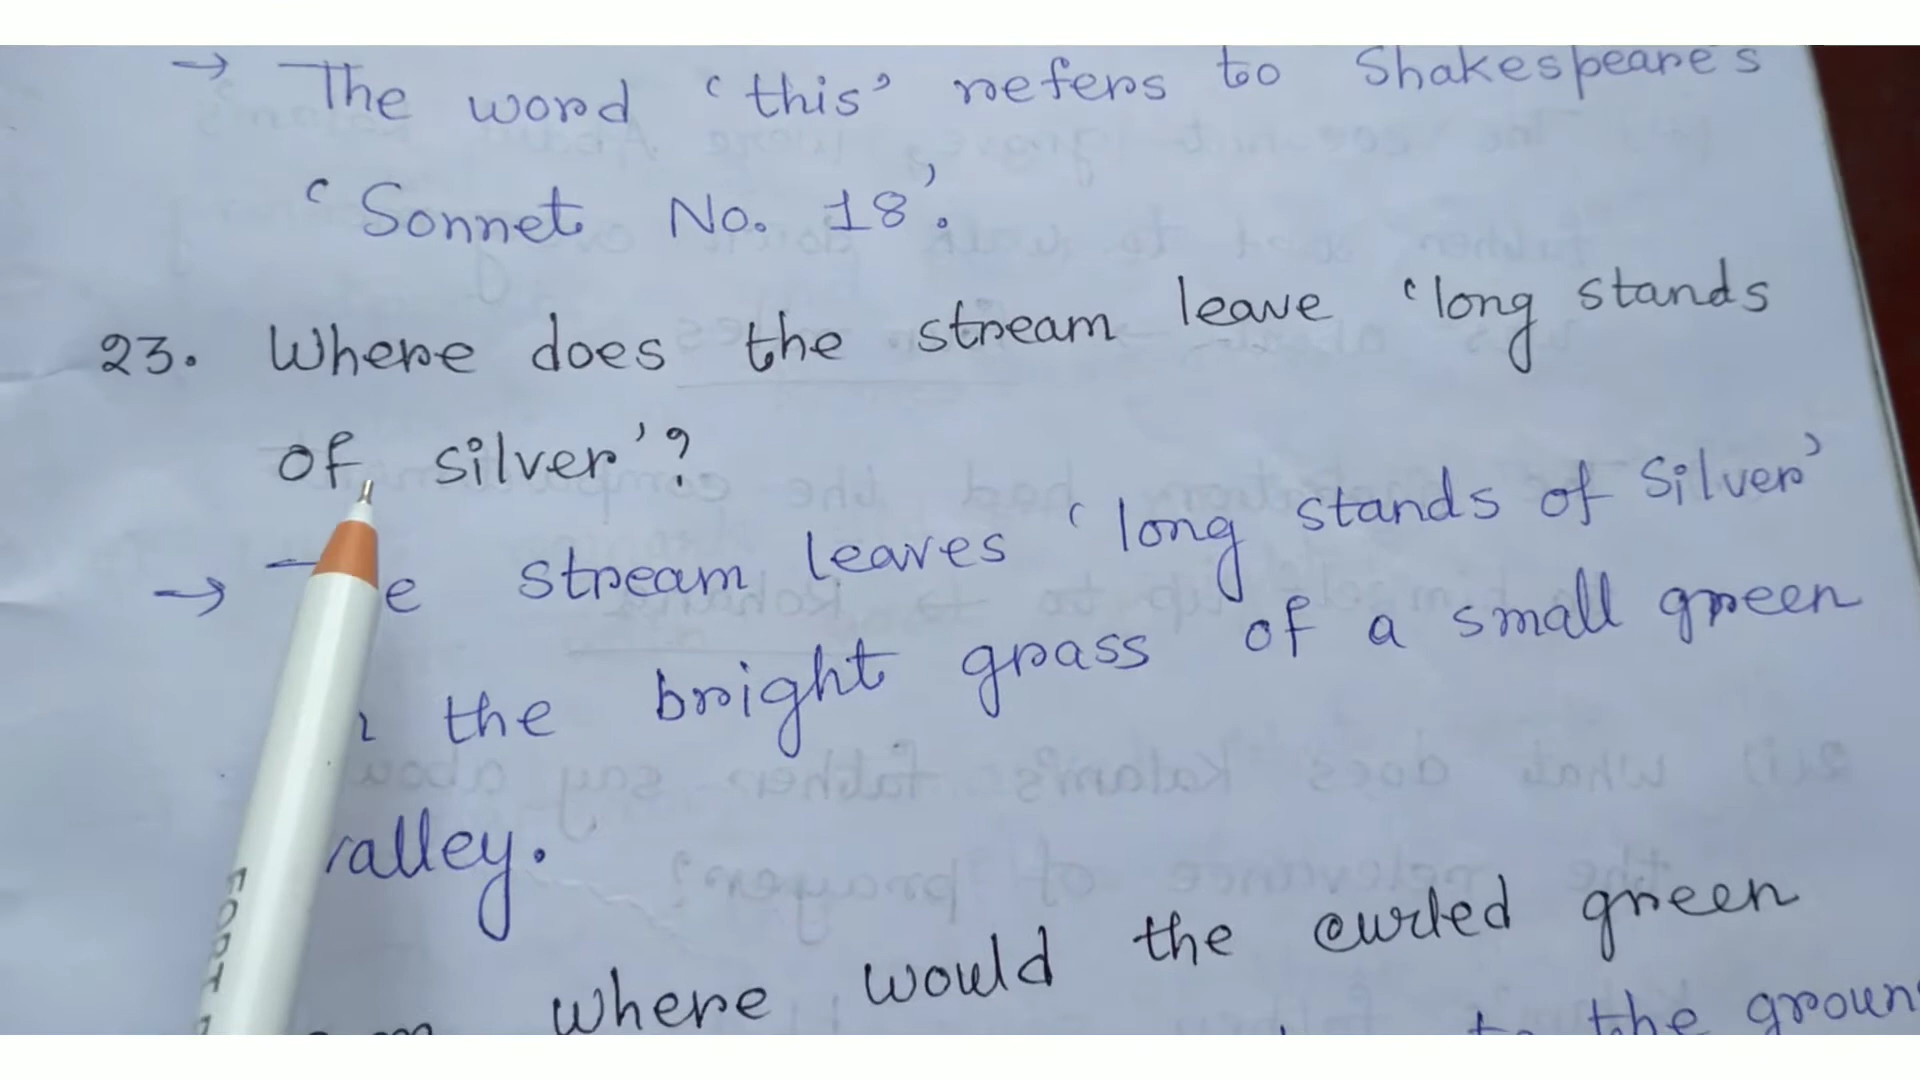 → The word ‘this’ refers to Shakespeare's
‘Sonnet No. 18’.
23. Where does the stream leave ‘long stands
of silver’?
→ stream leaves ‘long stands of Silver’
the bright grass of a small green
valley.
where would the curled green
to the groun